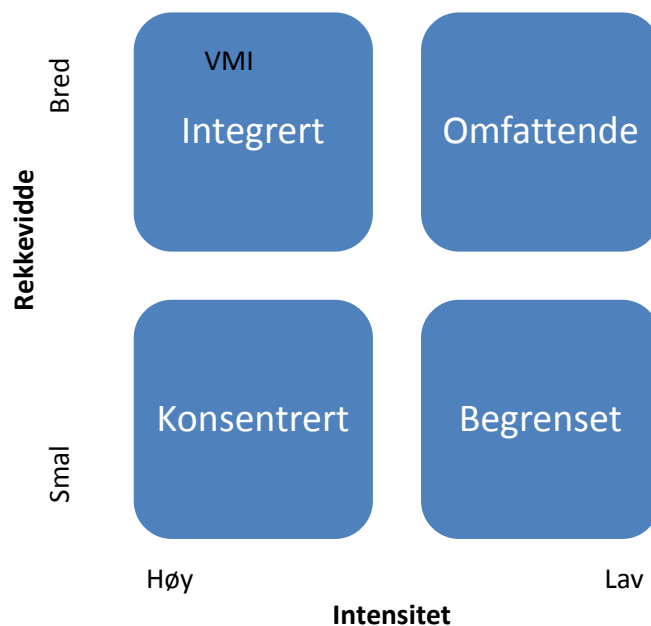 Bred
VMI
Integrert
Omfattende
Rekkevidde
Konsentrert
Begrenset
Smal
Høy
Lav
Intensitet